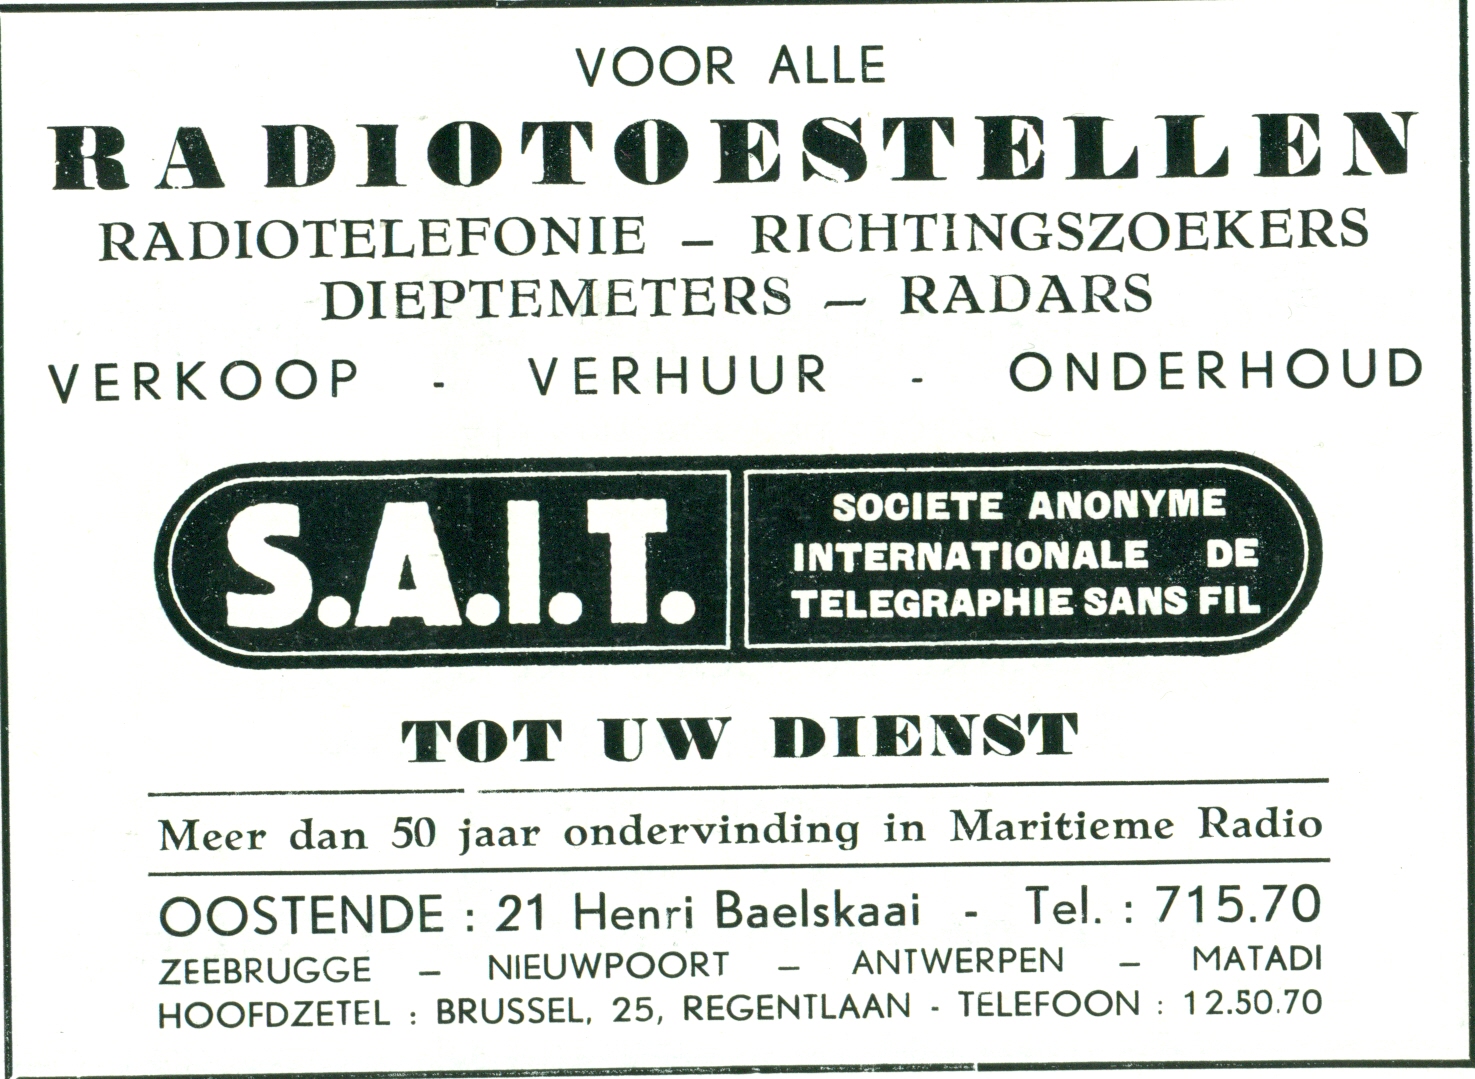 VOOR ALLE
RADIOTOESTELLEN
RADIOTELEFONIE – RICHTINGSZOEKERS
DIEPTEMETERS – RADARS
VERKOOP - VERHUUR - ONDERHOUD
S.A.I.T.
SOCIETE ANONYME
INTERNATIONALE DE
TELEGRAPHIE SANS FIL
TOT UW DIENST
Meer dan 50 jaar ondervinding in Maritieme Radio
OOSTENDE : 21 Henri Baelskaai - Tel. : 715.70
ZEEBRUGGE – NIEUWPOORT – ANTWERPEN – MATADI
HOOFDZETEL : BRUSSEL, 25, REGENTLAAN - TELEFOON : 12.50.70